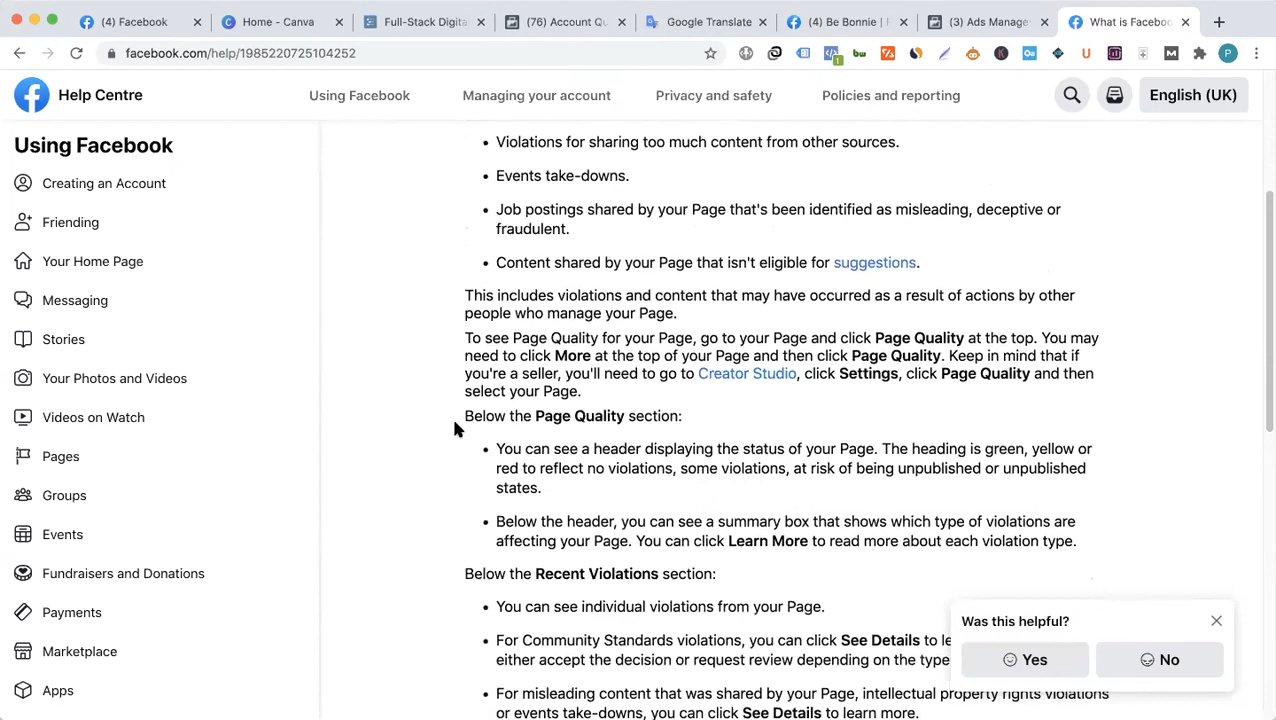 (4) Facebook
Home - Canva
Full-Stack Digita
(76) Account Qu
Google Translate
(4) Be Bonnie |
(3) Ads Manage
What is Faceboo
facebook.com/help/1985220725104252
Help Centre
Using Facebook
Managing your account
Privacy and safety
Policies and reporting
English (UK)
Using Facebook
Creating an Account
Friending
Your Home Page
Messaging
Stories
Your Photos and Videos
Videos on Watch
Pages
Groups
Events
Fundraisers and Donations
Payments
Marketplace
Apps
• Violations for sharing too much content from other sources.
• Events take-downs.
• Job postings shared by your Page that's been identified as misleading, deceptive or
fraudulent.
• Content shared by your Page that isn't eligible for suggestions.
This includes violations and content that may have occurred as a result of actions by other
people who manage your Page.
To see Page Quality for your Page, go to your Page and click Page Quality at the top. You may
need to click More at the top of your Page and then click Page Quality. Keep in mind that if
you're a seller, you'll need to go to Creator Studio, click Settings, click Page Quality and then
select your Page.
Below the Page Quality section:
• You can see a header displaying the status of your Page. The heading is green, yellow or
red to reflect no violations, some violations, at risk of being unpublished or unpublished
states.
• Below the header, you can see a summary box that shows which type of violations are
affecting your Page. You can click Learn More to read more about each violation type.
Below the Recent Violations section:
• You can see individual violations from your Page.
• For Community Standards violations, you can click See Details to le
either accept the decision or request review depending on the type
• For misleading content that was shared by your Page, intellectual property rights violations
or events take-downs, you can click See Details to learn more.
Was this helpful?
Yes
No